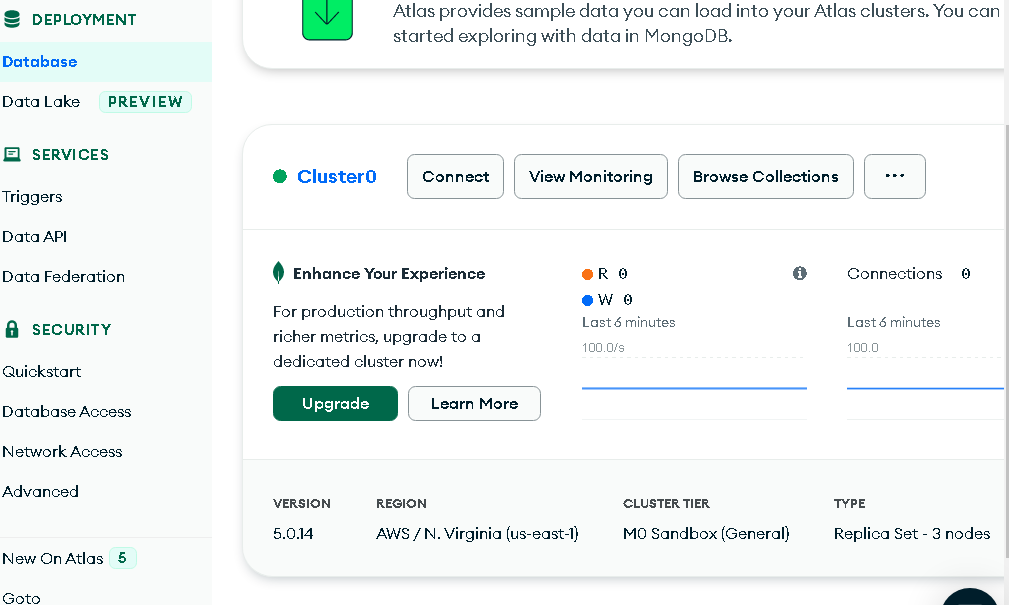 DEPLOYMENT
Database
Data Lake PREVIEW
SERVICES
Triggers
Data API
Data Federation
SECURITY
Quickstart
Database Access
Network Access
Advanced
New On Atlas 5
Goto
Atlas provides sample data you can load into your Atlas clusters. You can
started exploring with data in MongoDB.
Cluster0 Connect View Monitoring Browse Collections ...
Enhance Your Experience
For production throughput and
richer metrics, upgrade to a
dedicated cluster now!
Upgrade Learn More
R 0
W 0
Last 6 minutes
100.0/s
Connections 0
Last 6 minutes
100.0
VERSION REGION CLUSTER TIER TYPE
5.0.14 AWS / N. Virginia (us-east-1) M0 Sandbox (General) Replica Set - 3 nodes